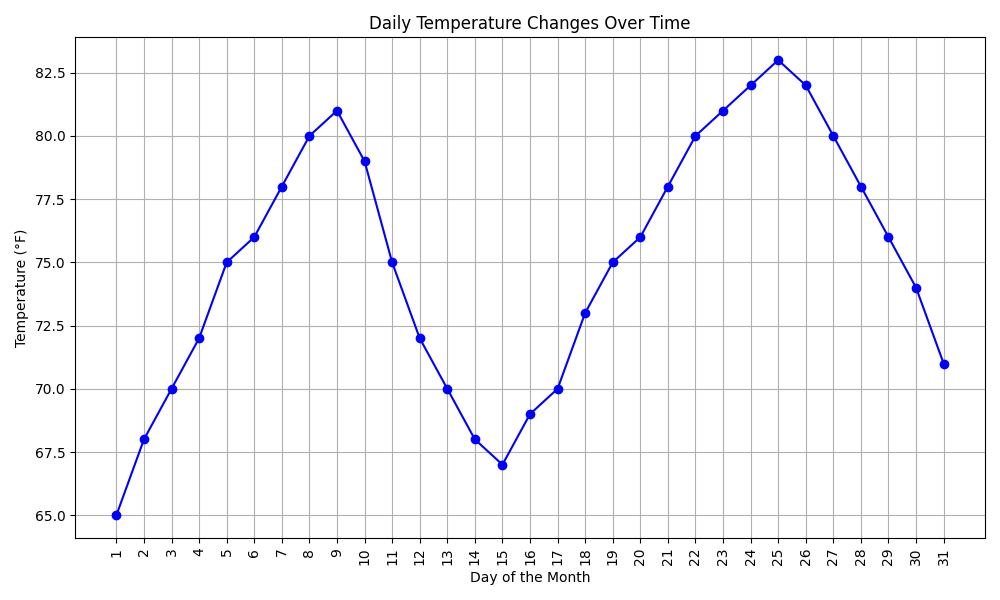 Daily Temperature Changes Over Time
Temperature (°F)
82.5
80.0
77.5
75.0
72.5
70.0
67.5
65.0
1 2 3 4 5 6 7 8 9 10 11 12 13 14 15 16 17 18 19 20 21 22 23 24 25 26 27 28 29 30 31
Day of the Month